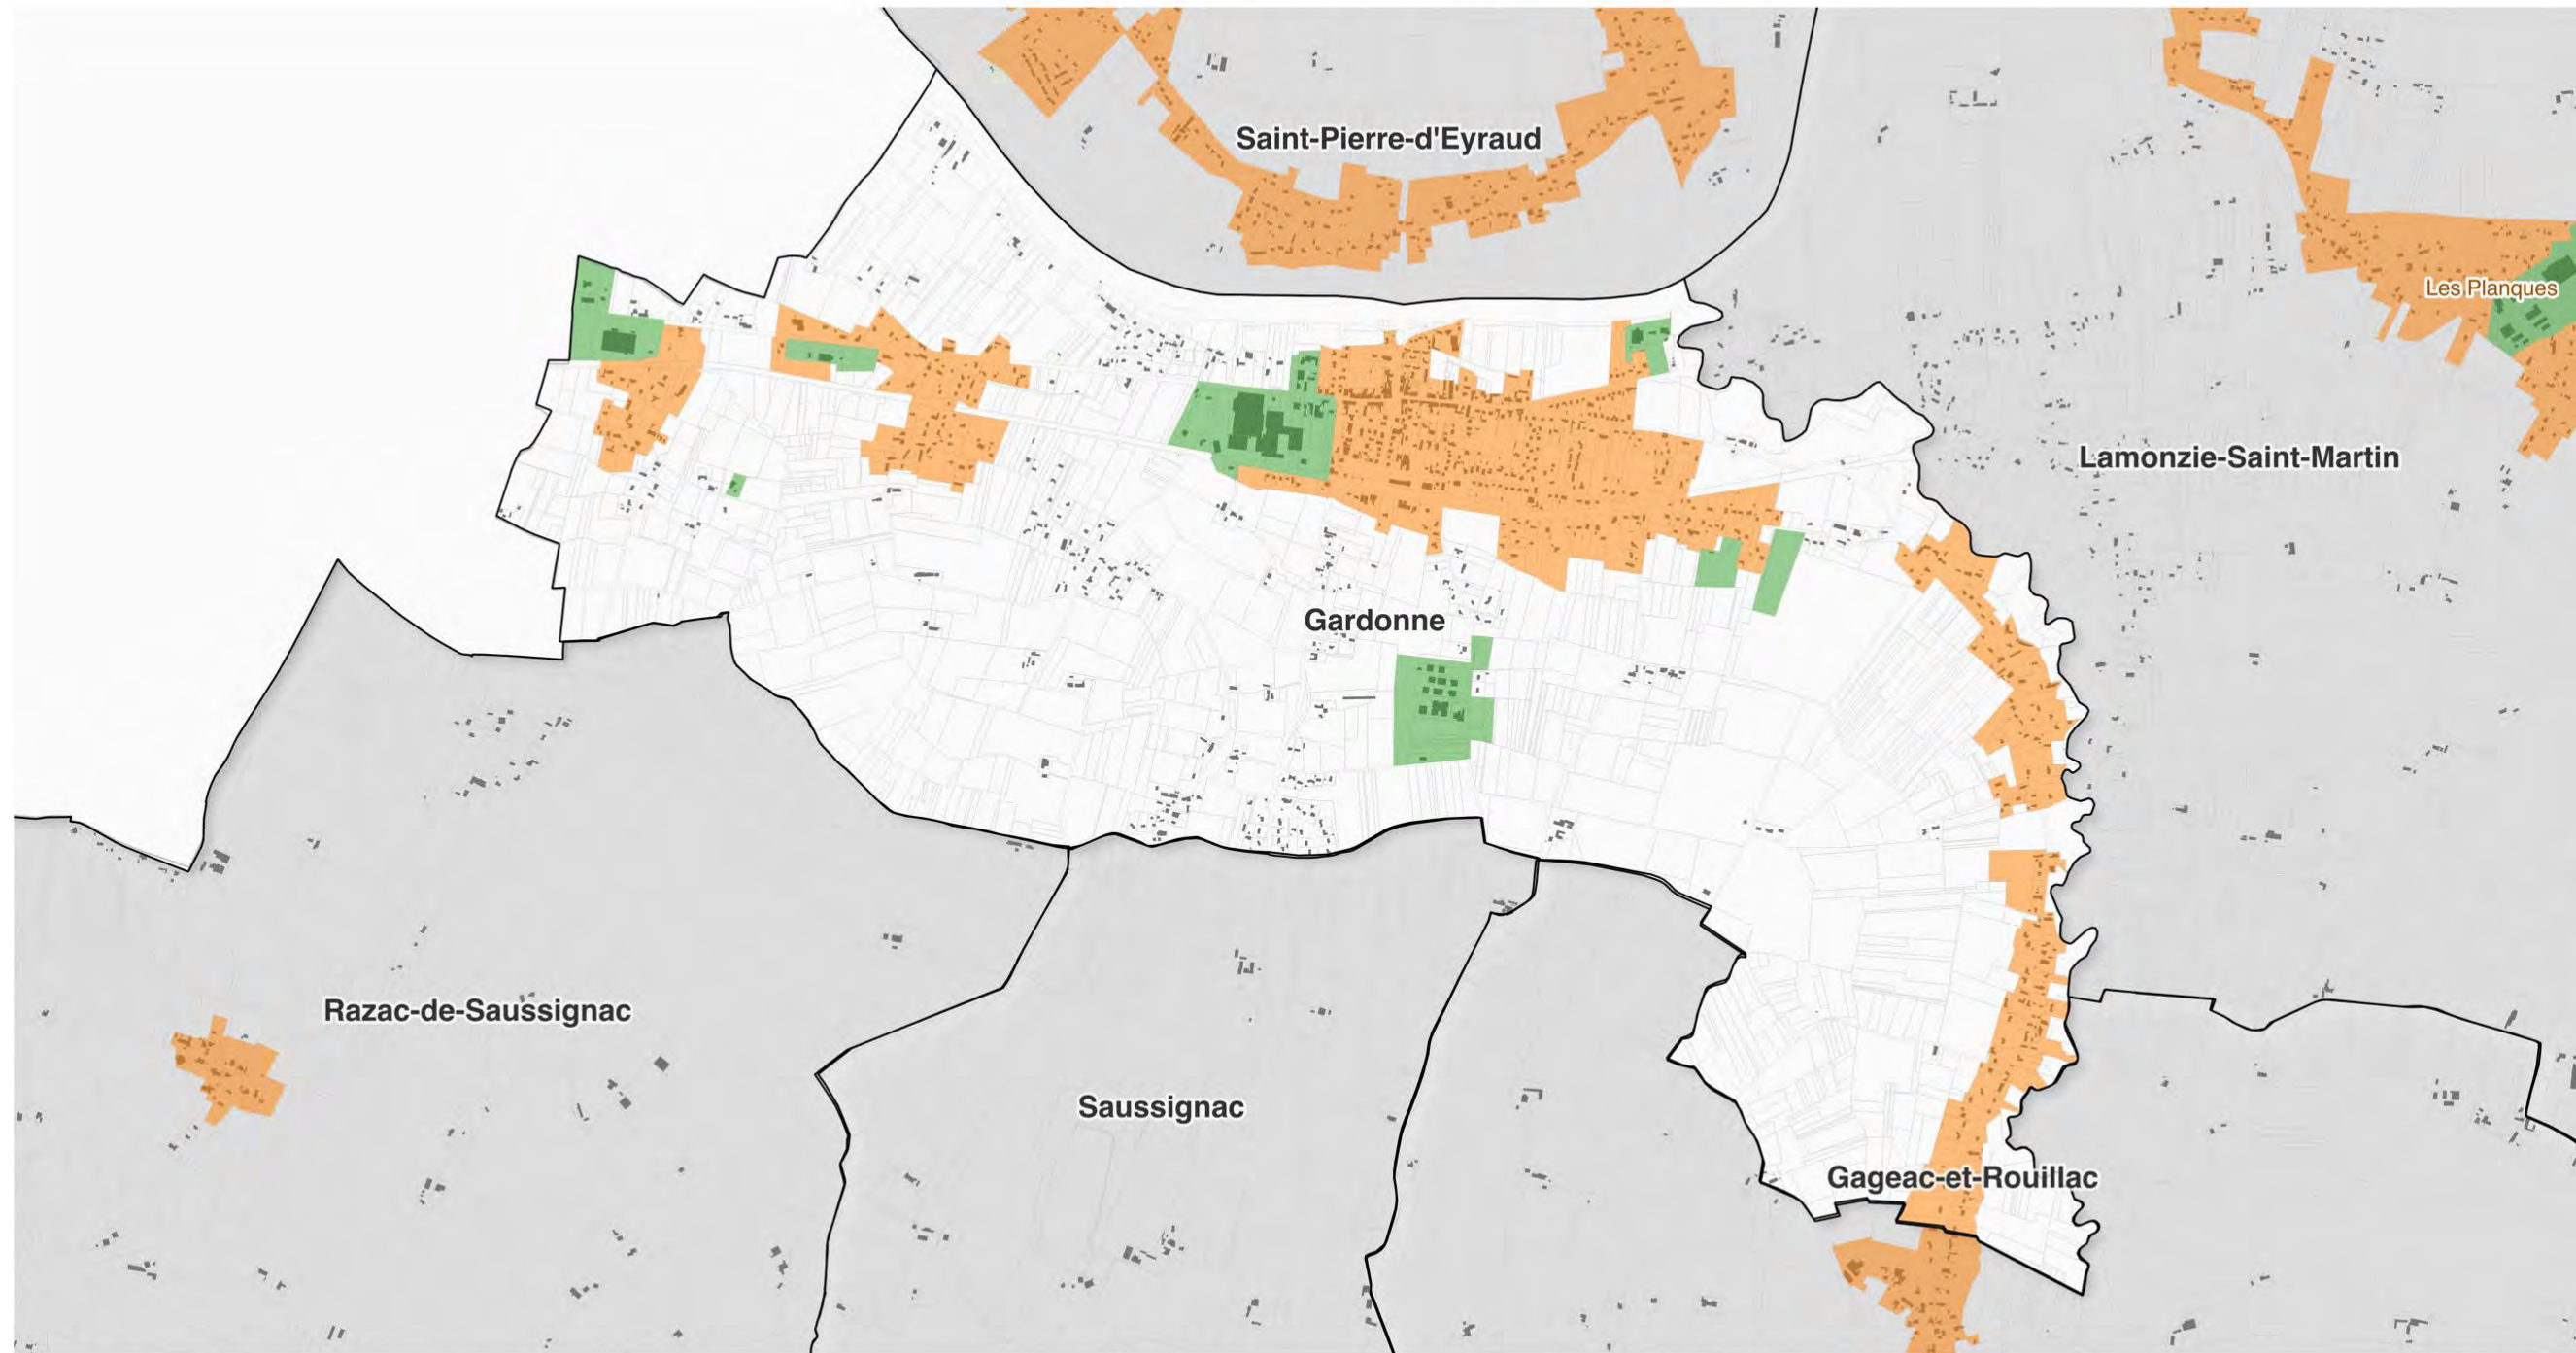 Saint-Pierre-d'Eyraud
Les Planques
Lamonzie-Saint-Martin
Gardonne
Razac-de-Saussignac
Saussignac
Gageac-et-Rouillac